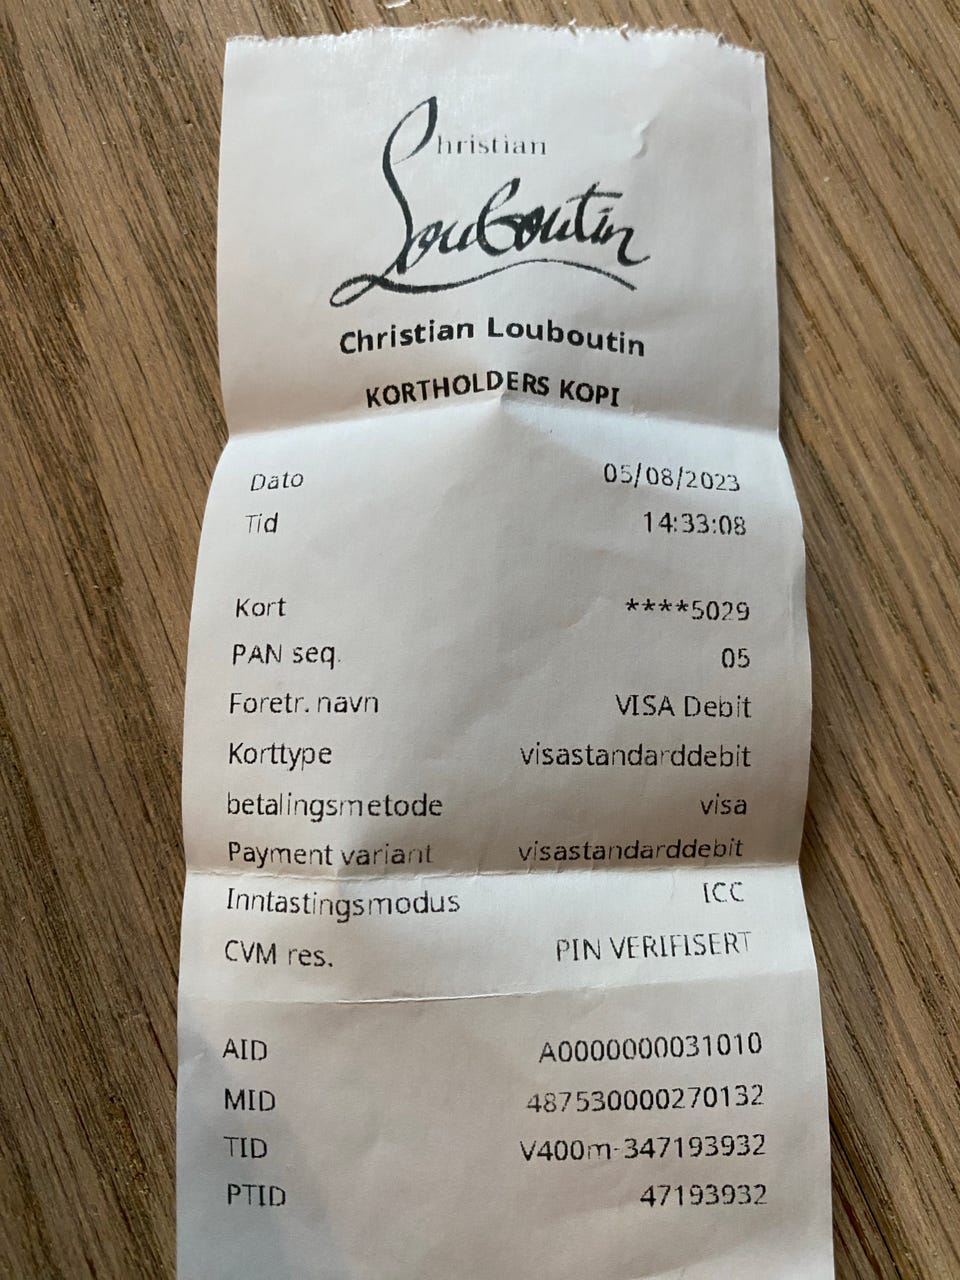 Christian
Louboutin
Christian Louboutin
KORTHOLDERS KOPI
Dato 05/08/2023
Tid 14:33:08
Kort ****5029
PAN seq. 05
Foretr. navn VISA Debit
Korttype visastandarddebit
betalingsmetode visa
Payment variant visastandarddebit
Inntastingsmodus ICC
CVM res. PIN VERIFISERT
AID A0000000031010
MID 487530000270132
TID V400m-347193932
PTID 47193932